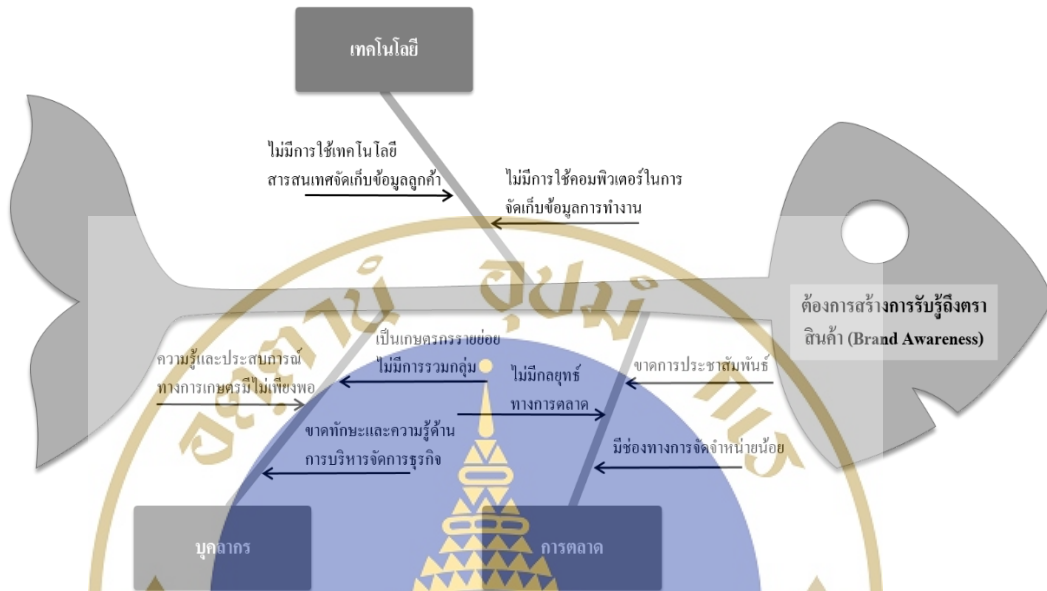 เทคโนโลยี
ไม่มีการใช้เทคโนโลยี
สารสนเทศจัดเก็บข้อมูลลูกค้า
ไม่มีการใช้คอมพิวเตอร์ในการ
จัดเก็บข้อมูลการทำงาน
อตฺตานํ อุปมํ กเร
ต้องการสร้างการรับรู้ถึงตรา
สินค้า (Brand Awareness)
ความรู้และประสบการณ์
ทางการเกษตรมีไม่เพียงพอ
เป็นเกษตรกรรายย่อย
ไม่มีการรวมกลุ่ม
ขาดทักษะและความรู้ด้าน
การบริหารจัดการธุรกิจ
ไม่มีกลยุทธ์
ทางการตลาด
ขาดการประชาสัมพันธ์
มีช่องทางการจัดจำหน่ายน้อย
บุคลากร
การตลาด